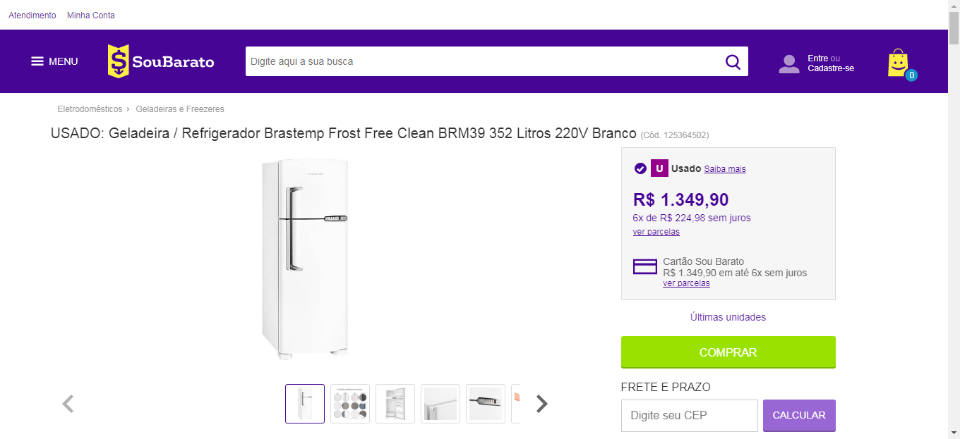 Atendimento Minha Conta
MENU
SouBarato
Digite aqui a sua busca
Entre ou
Cadastre-se
0
Eletrodomésticos › Geladeiras e Freezeres
USADO: Geladeira / Refrigerador Brastemp Frost Free Clean BRM39 352 Litros 220V Branco (Cód. 125364502)
U Usado Saiba mais
R$ 1.349,90
6x de R$ 224,98 sem juros
ver parcelas
Cartão Sou Barato
R$ 1.349,90 em até 6x sem juros
ver parcelas
Últimas unidades
COMPRAR
FRETE E PRAZO
Digite seu CEP
CALCULAR